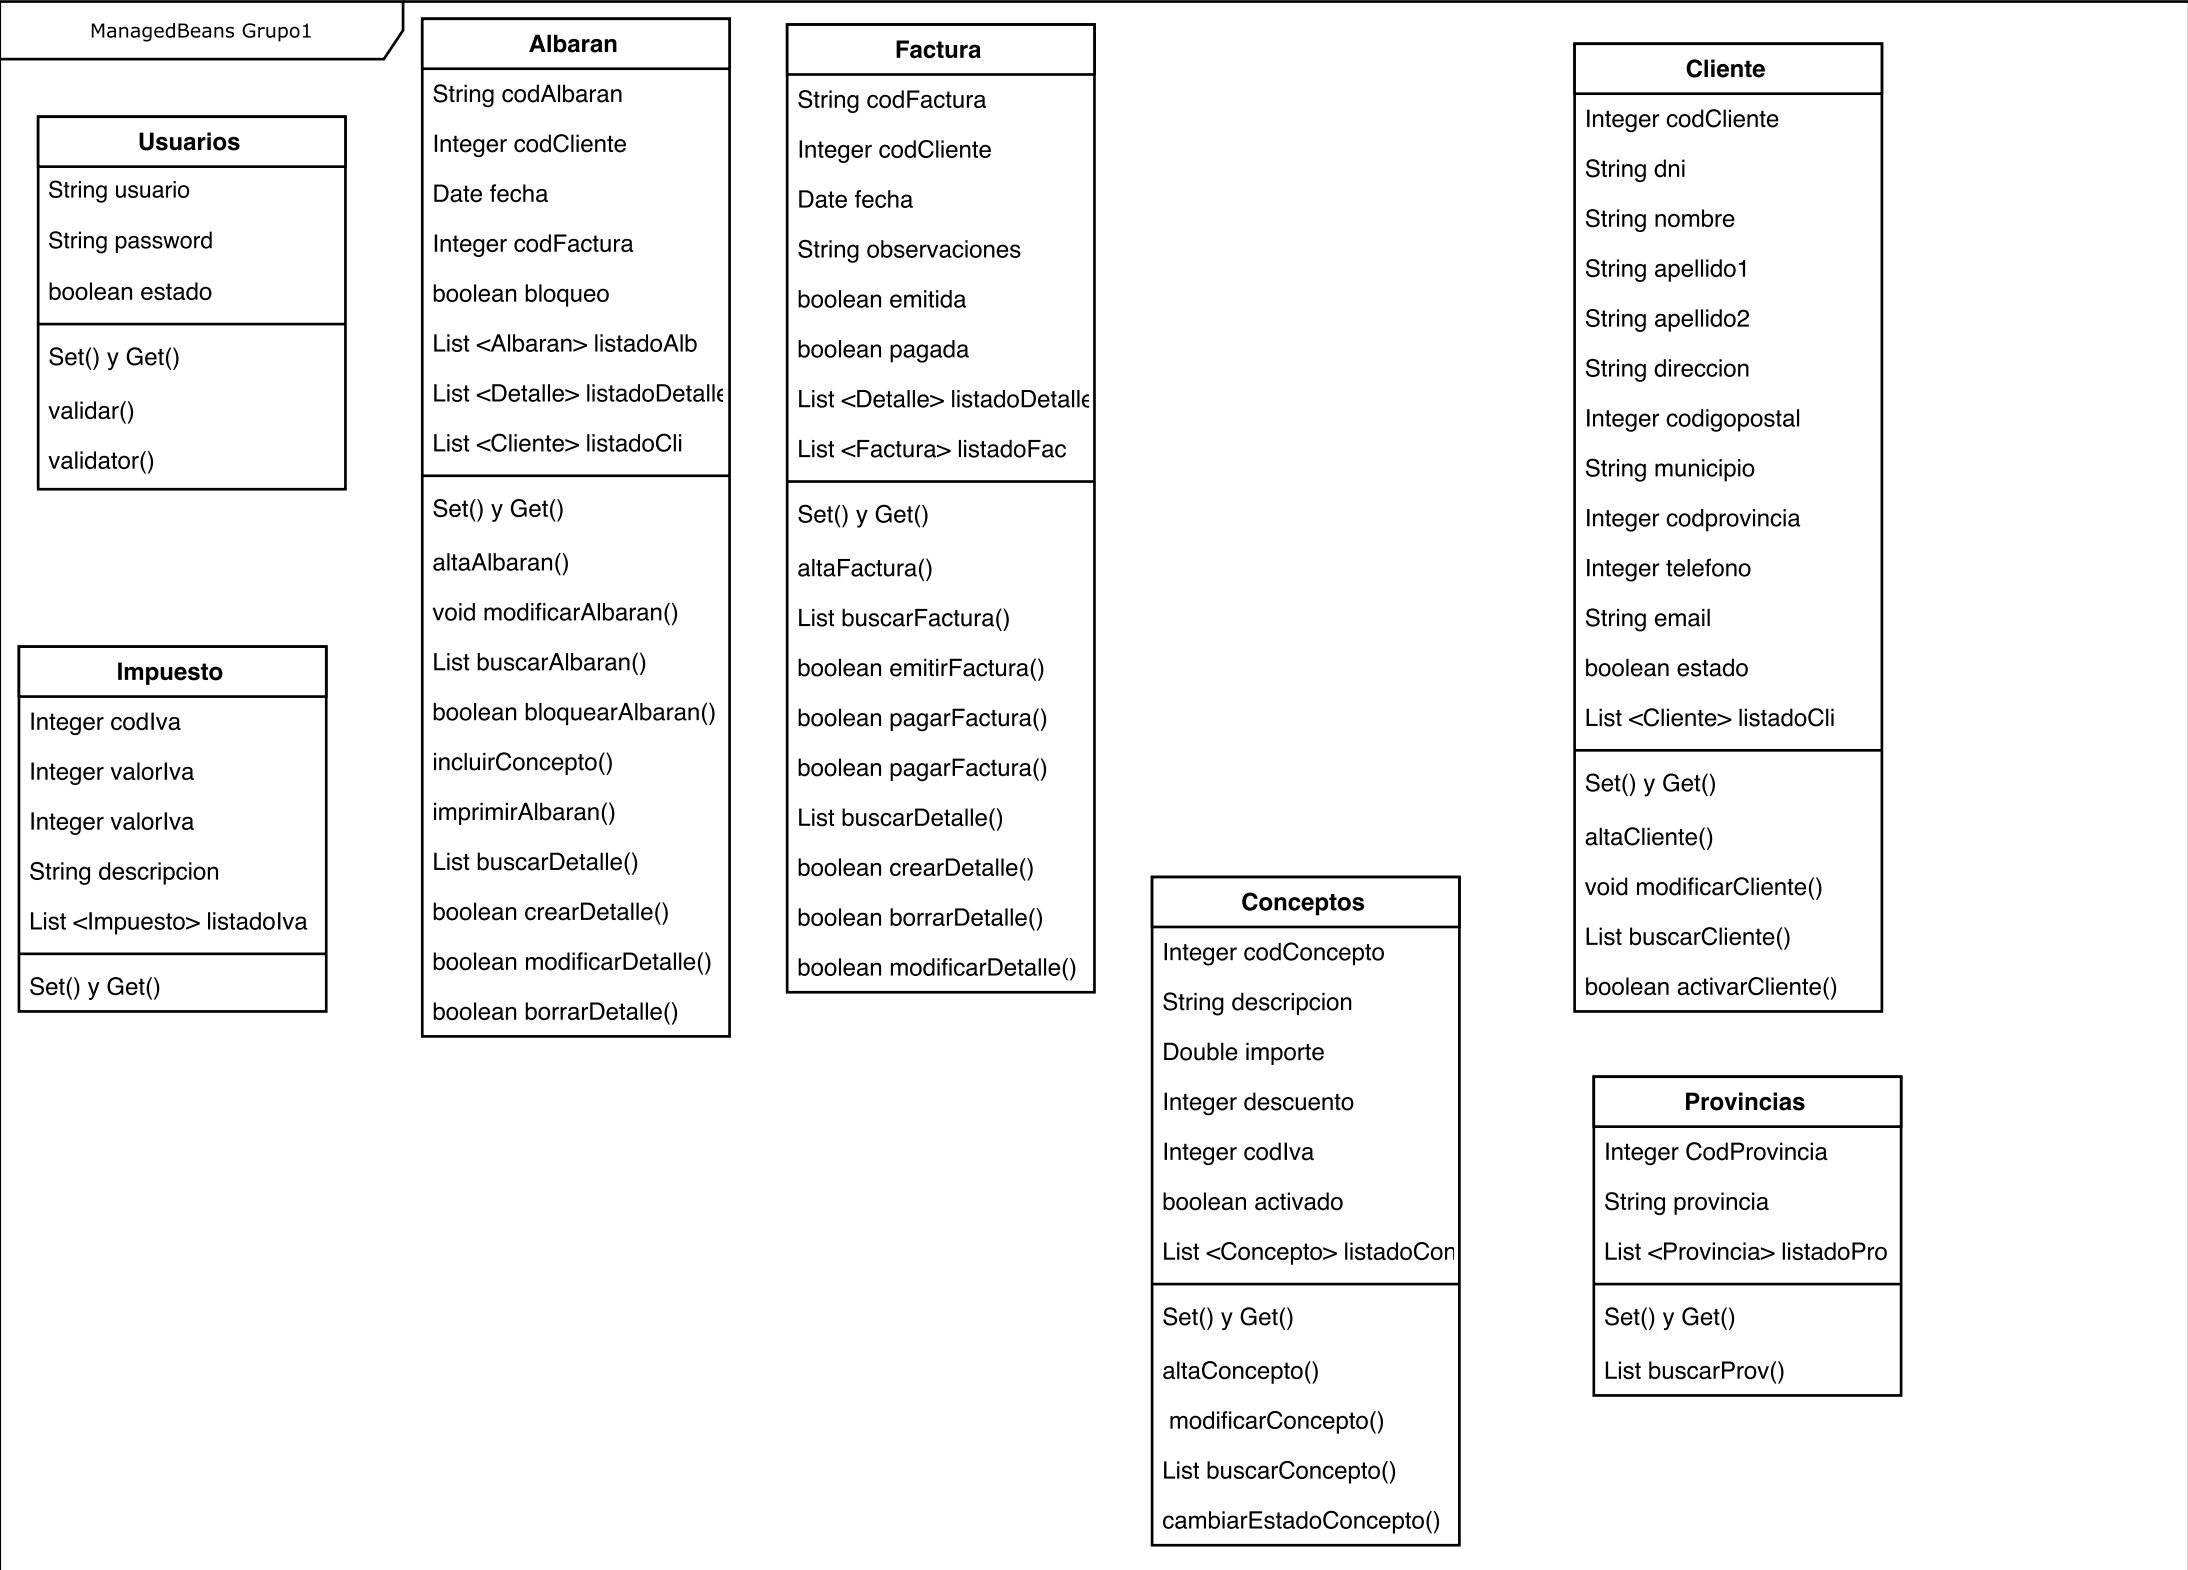 ManagedBeans Grupo1
Usuarios
String usuario
String password
boolean estado
Set() y Get()
validar()
validator()
Impuesto
Integer codIva
Integer valorIva
Integer valorIva
String descripcion
List <Impuesto> listadoIva
Set() y Get()
Albaran
String codAlbaran
Integer codCliente
Date fecha
Integer codFactura
boolean bloqueo
List <Albaran> listadoAlb
List <Detalle> listadoDetalle
List <Cliente> listadoCli
Set() y Get()
altaAlbaran()
void modificarAlbaran()
List buscarAlbaran()
boolean bloquearAlbaran()
incluirConcepto()
imprimirAlbaran()
List buscarDetalle()
boolean crearDetalle()
boolean modificarDetalle()
boolean borrarDetalle()
Factura
String codFactura
Integer codCliente
Date fecha
String observaciones
boolean emitida
boolean pagada
List <Detalle> listadoDetalle
List <Factura> listadoFac
Set() y Get()
altaFactura()
List buscarFactura()
boolean emitirFactura()
boolean pagarFactura()
boolean pagarFactura()
List buscarDetalle()
boolean crearDetalle()
boolean borrarDetalle()
boolean modificarDetalle()
Conceptos
Integer codConcepto
String descripcion
Double importe
Integer descuento
Integer codIva
boolean activado
List <Concepto> listadoCon
Set() y Get()
altaConcepto()
modificarConcepto()
List buscarConcepto()
cambiarEstadoConcepto()
Cliente
Integer codCliente
String dni
String nombre
String apellido1
String apellido2
String direccion
Integer codigopostal
String municipio
Integer codprovincia
Integer telefono
String email
boolean estado
List <Cliente> listadoCli
Set() y Get()
altaCliente()
void modificarCliente()
List buscarCliente()
boolean activarCliente()
Provincias
Integer CodProvincia
String provincia
List <Provincia> listadoPro
Set() y Get()
List buscarProv()